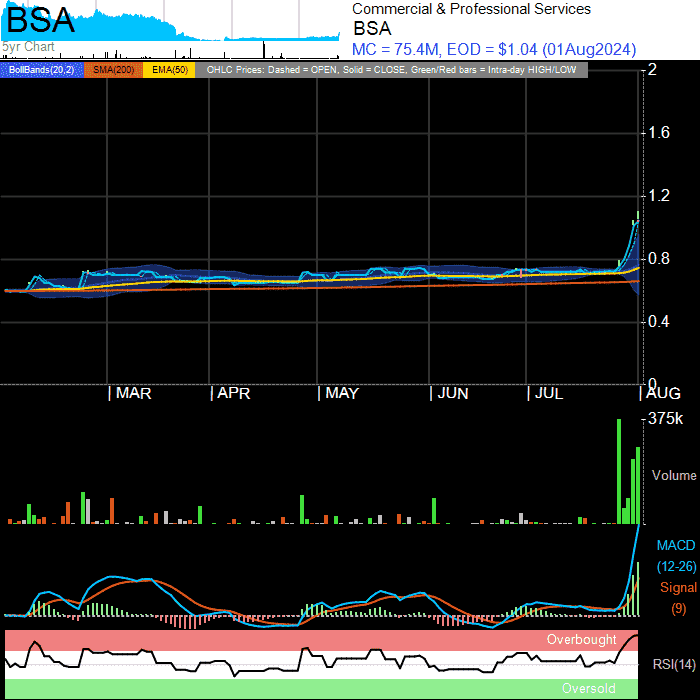 BSA
5yr Chart
Commercial & Professional Services
BSA
MC = 75.4M, EOD = $1.04 (01Aug2024)
BollBands(20,2) SMA(200) EMA(50) OHLC Prices: Dashed = OPEN, Solid = CLOSE, Green/Red bars = Intra-day HIGH/LOW
2
1.6
1.2
0.8
0.4
0
MAR APR MAY JUN JUL AUG
375k
Volume
MACD
(12-26)
Signal
(9)
Overbought
RSI(14)
Oversold